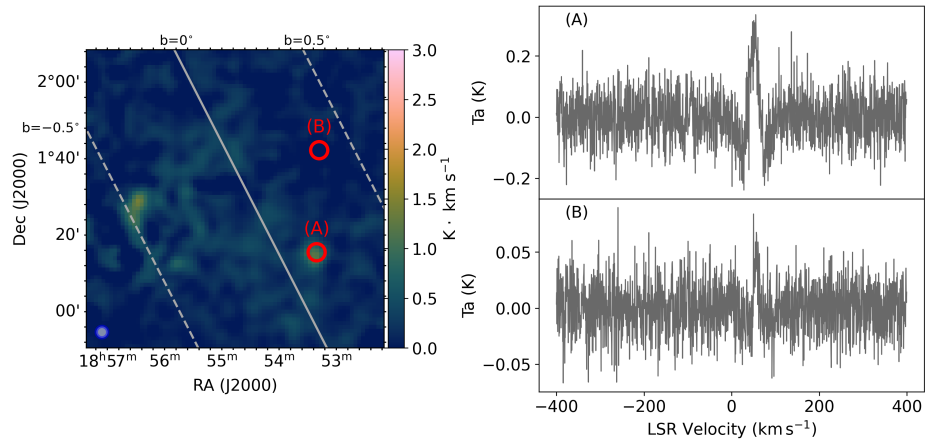 b=0° b=0.5°
b=−0.5°
2°00'
1°40'
20'
00'
Dec (J2000)
(B)
(A)
18ʰ57ᵐ 56ᵐ 55ᵐ 54ᵐ 53ᵐ
RA (J2000)
3.0
2.5
2.0
1.5
1.0
0.5
0.0
K · km s⁻¹
(A)
0.2
0.0
−0.2
Ta (K)
(B)
0.05
0.00
−0.05
Ta (K)
−400 −200 0 200 400
LSR Velocity (km s⁻¹)